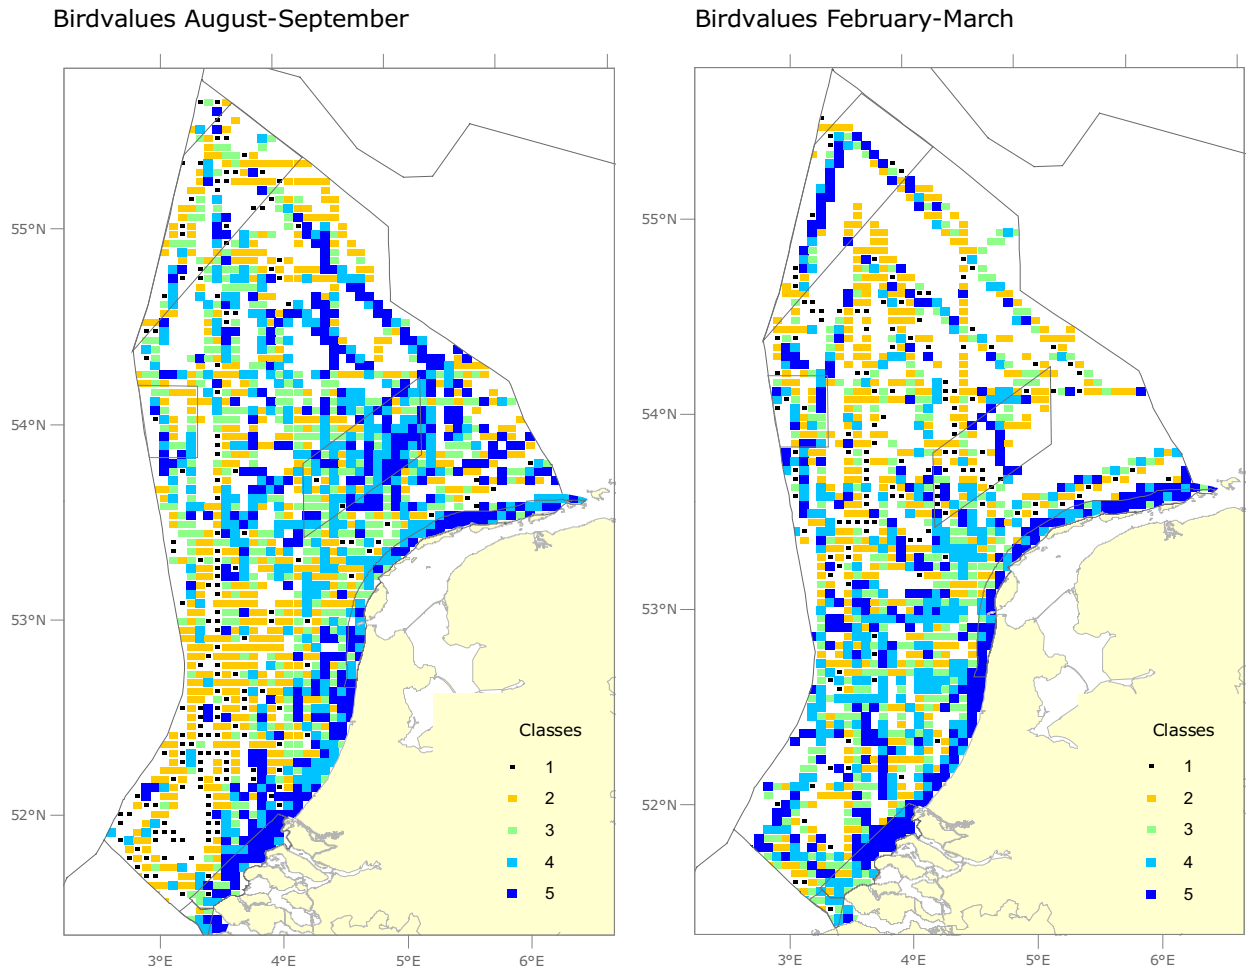 Birdvalues August-September
Birdvalues February-March
55°N
54°N
53°N
52°N
3°E
4°E
5°E
6°E
Classes
1
2
3
4
5
55°N
54°N
53°N
52°N
3°E
4°E
5°E
6°E
Classes
1
2
3
4
5